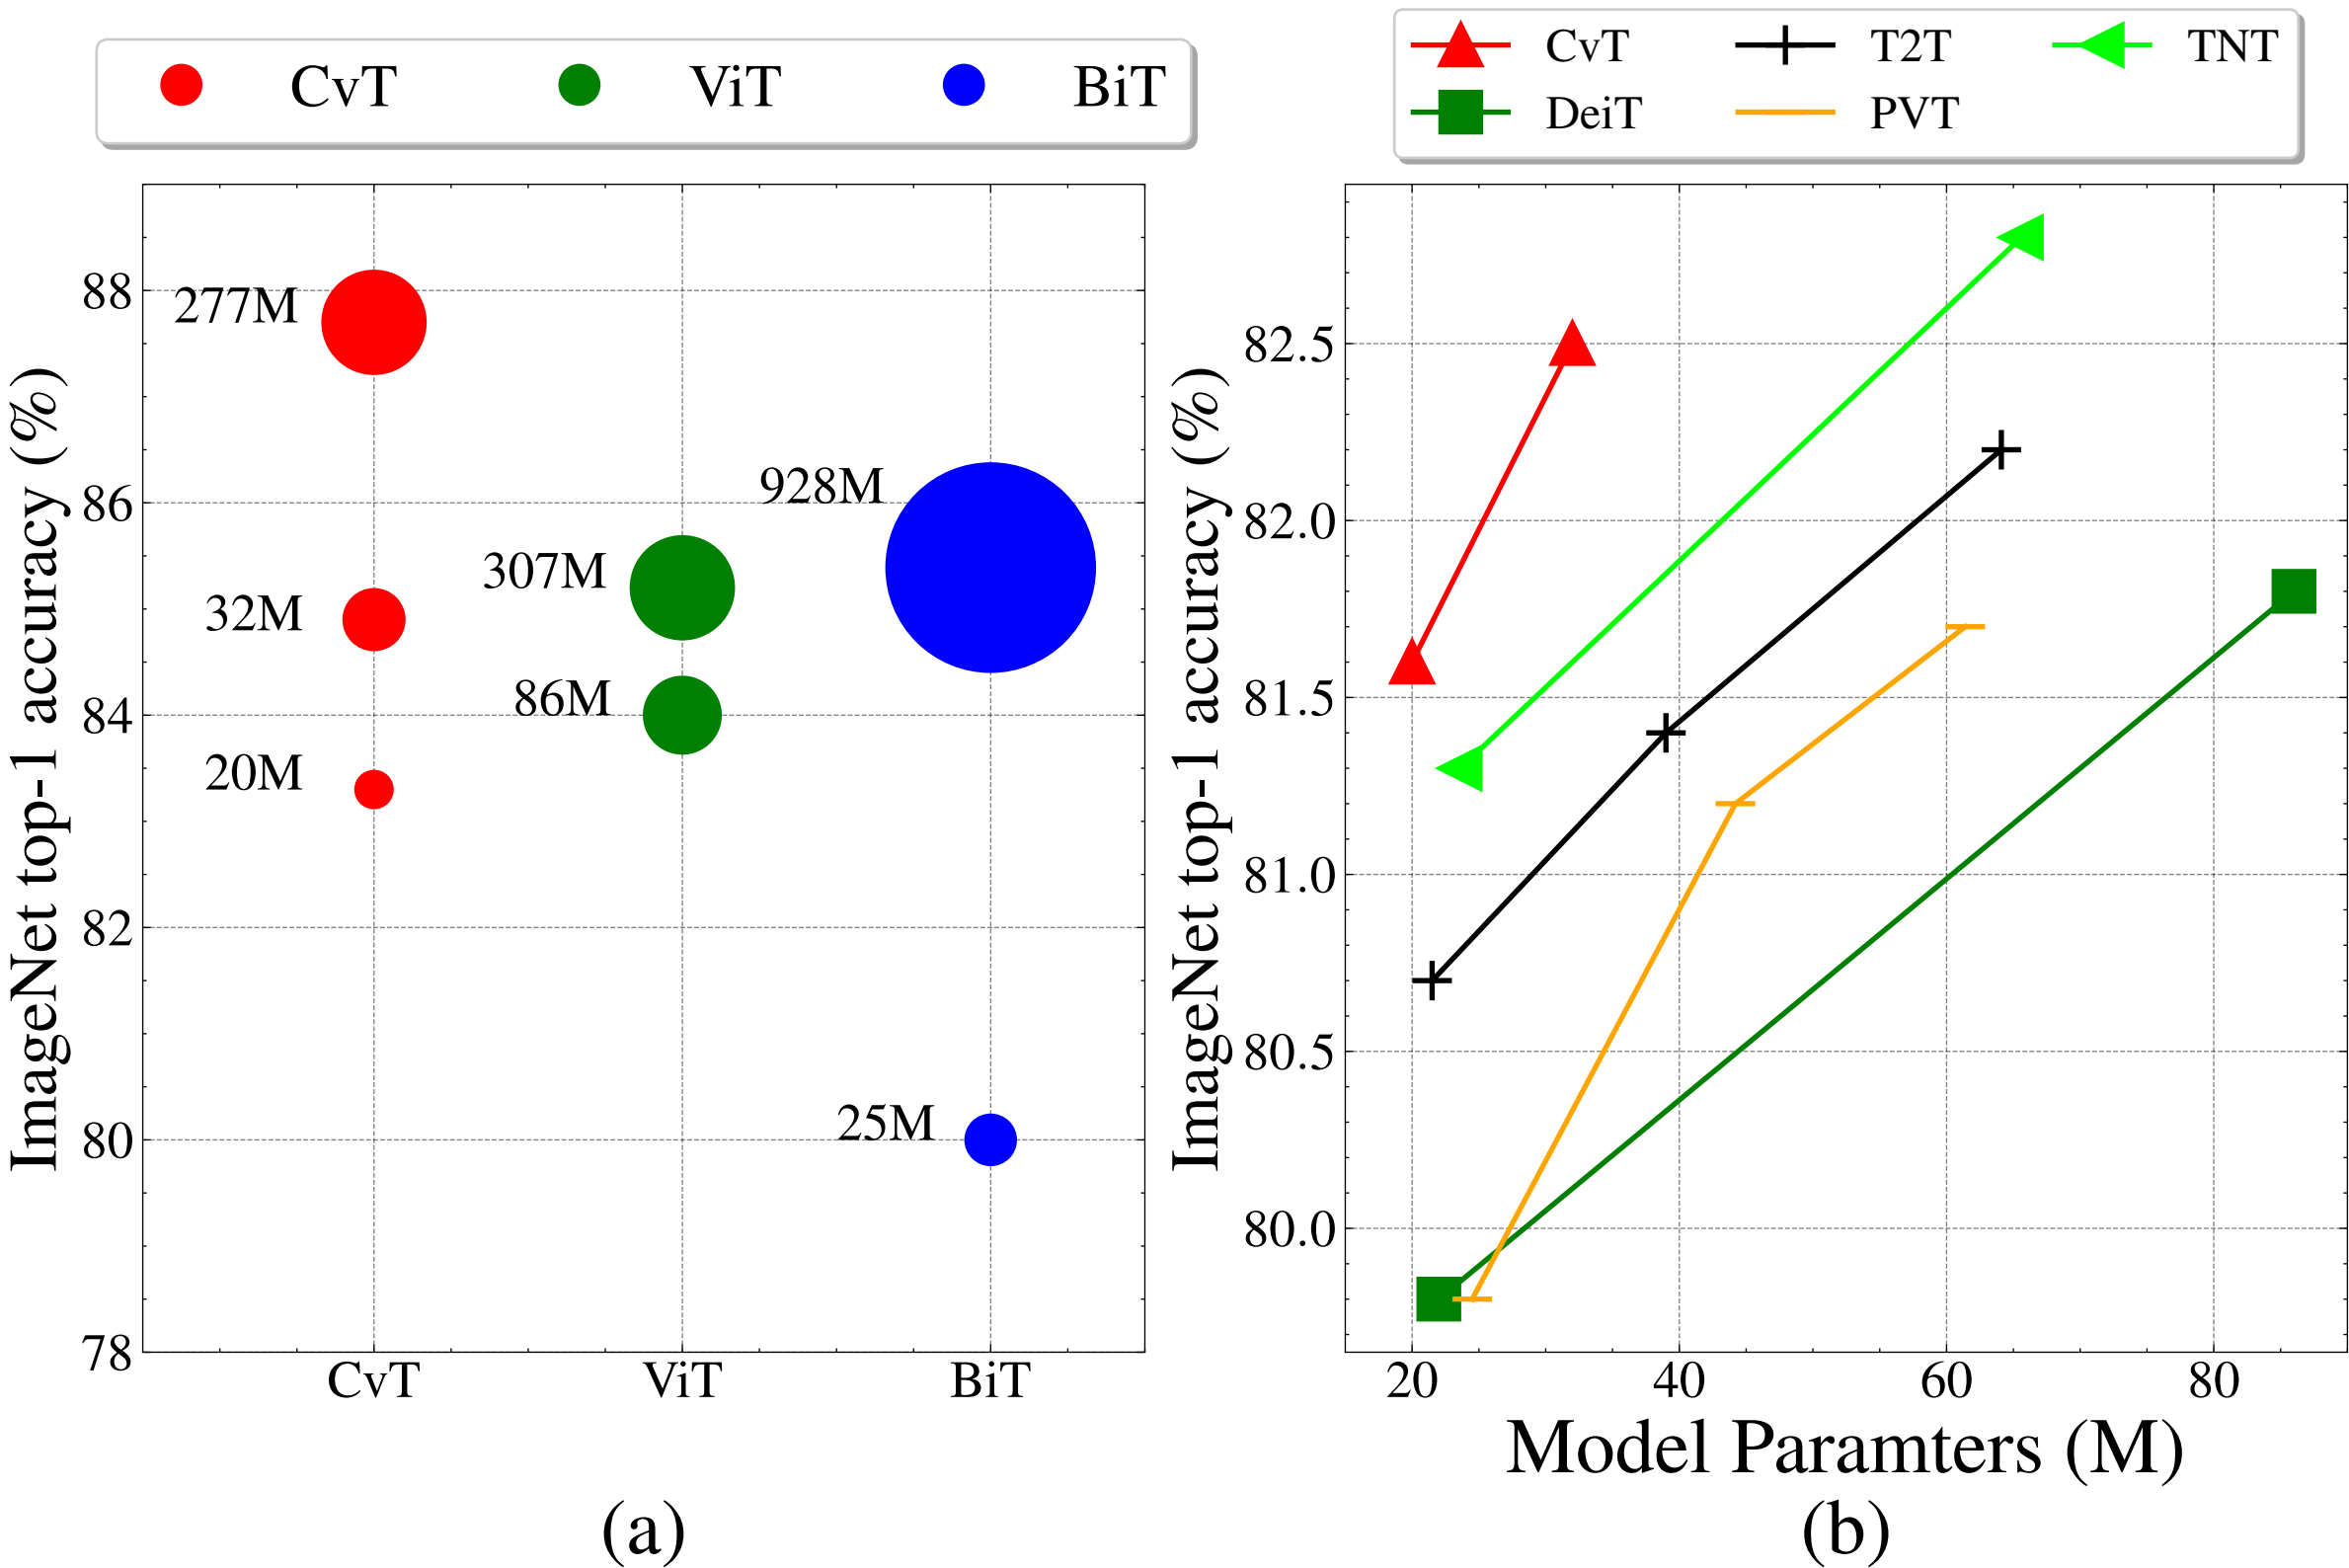 CvT ViT BiT
ImageNet top-1 accuracy (%)
88
86
84
82
80
78
277M
32M
20M
307M
86M
928M
25M
CvT ViT BiT
(a)
CvT T2T TNT
DeiT PVT
ImageNet top-1 accuracy (%)
82.5
82.0
81.5
81.0
80.5
80.0
20 40 60 80
Model Paramters (M)
(b)